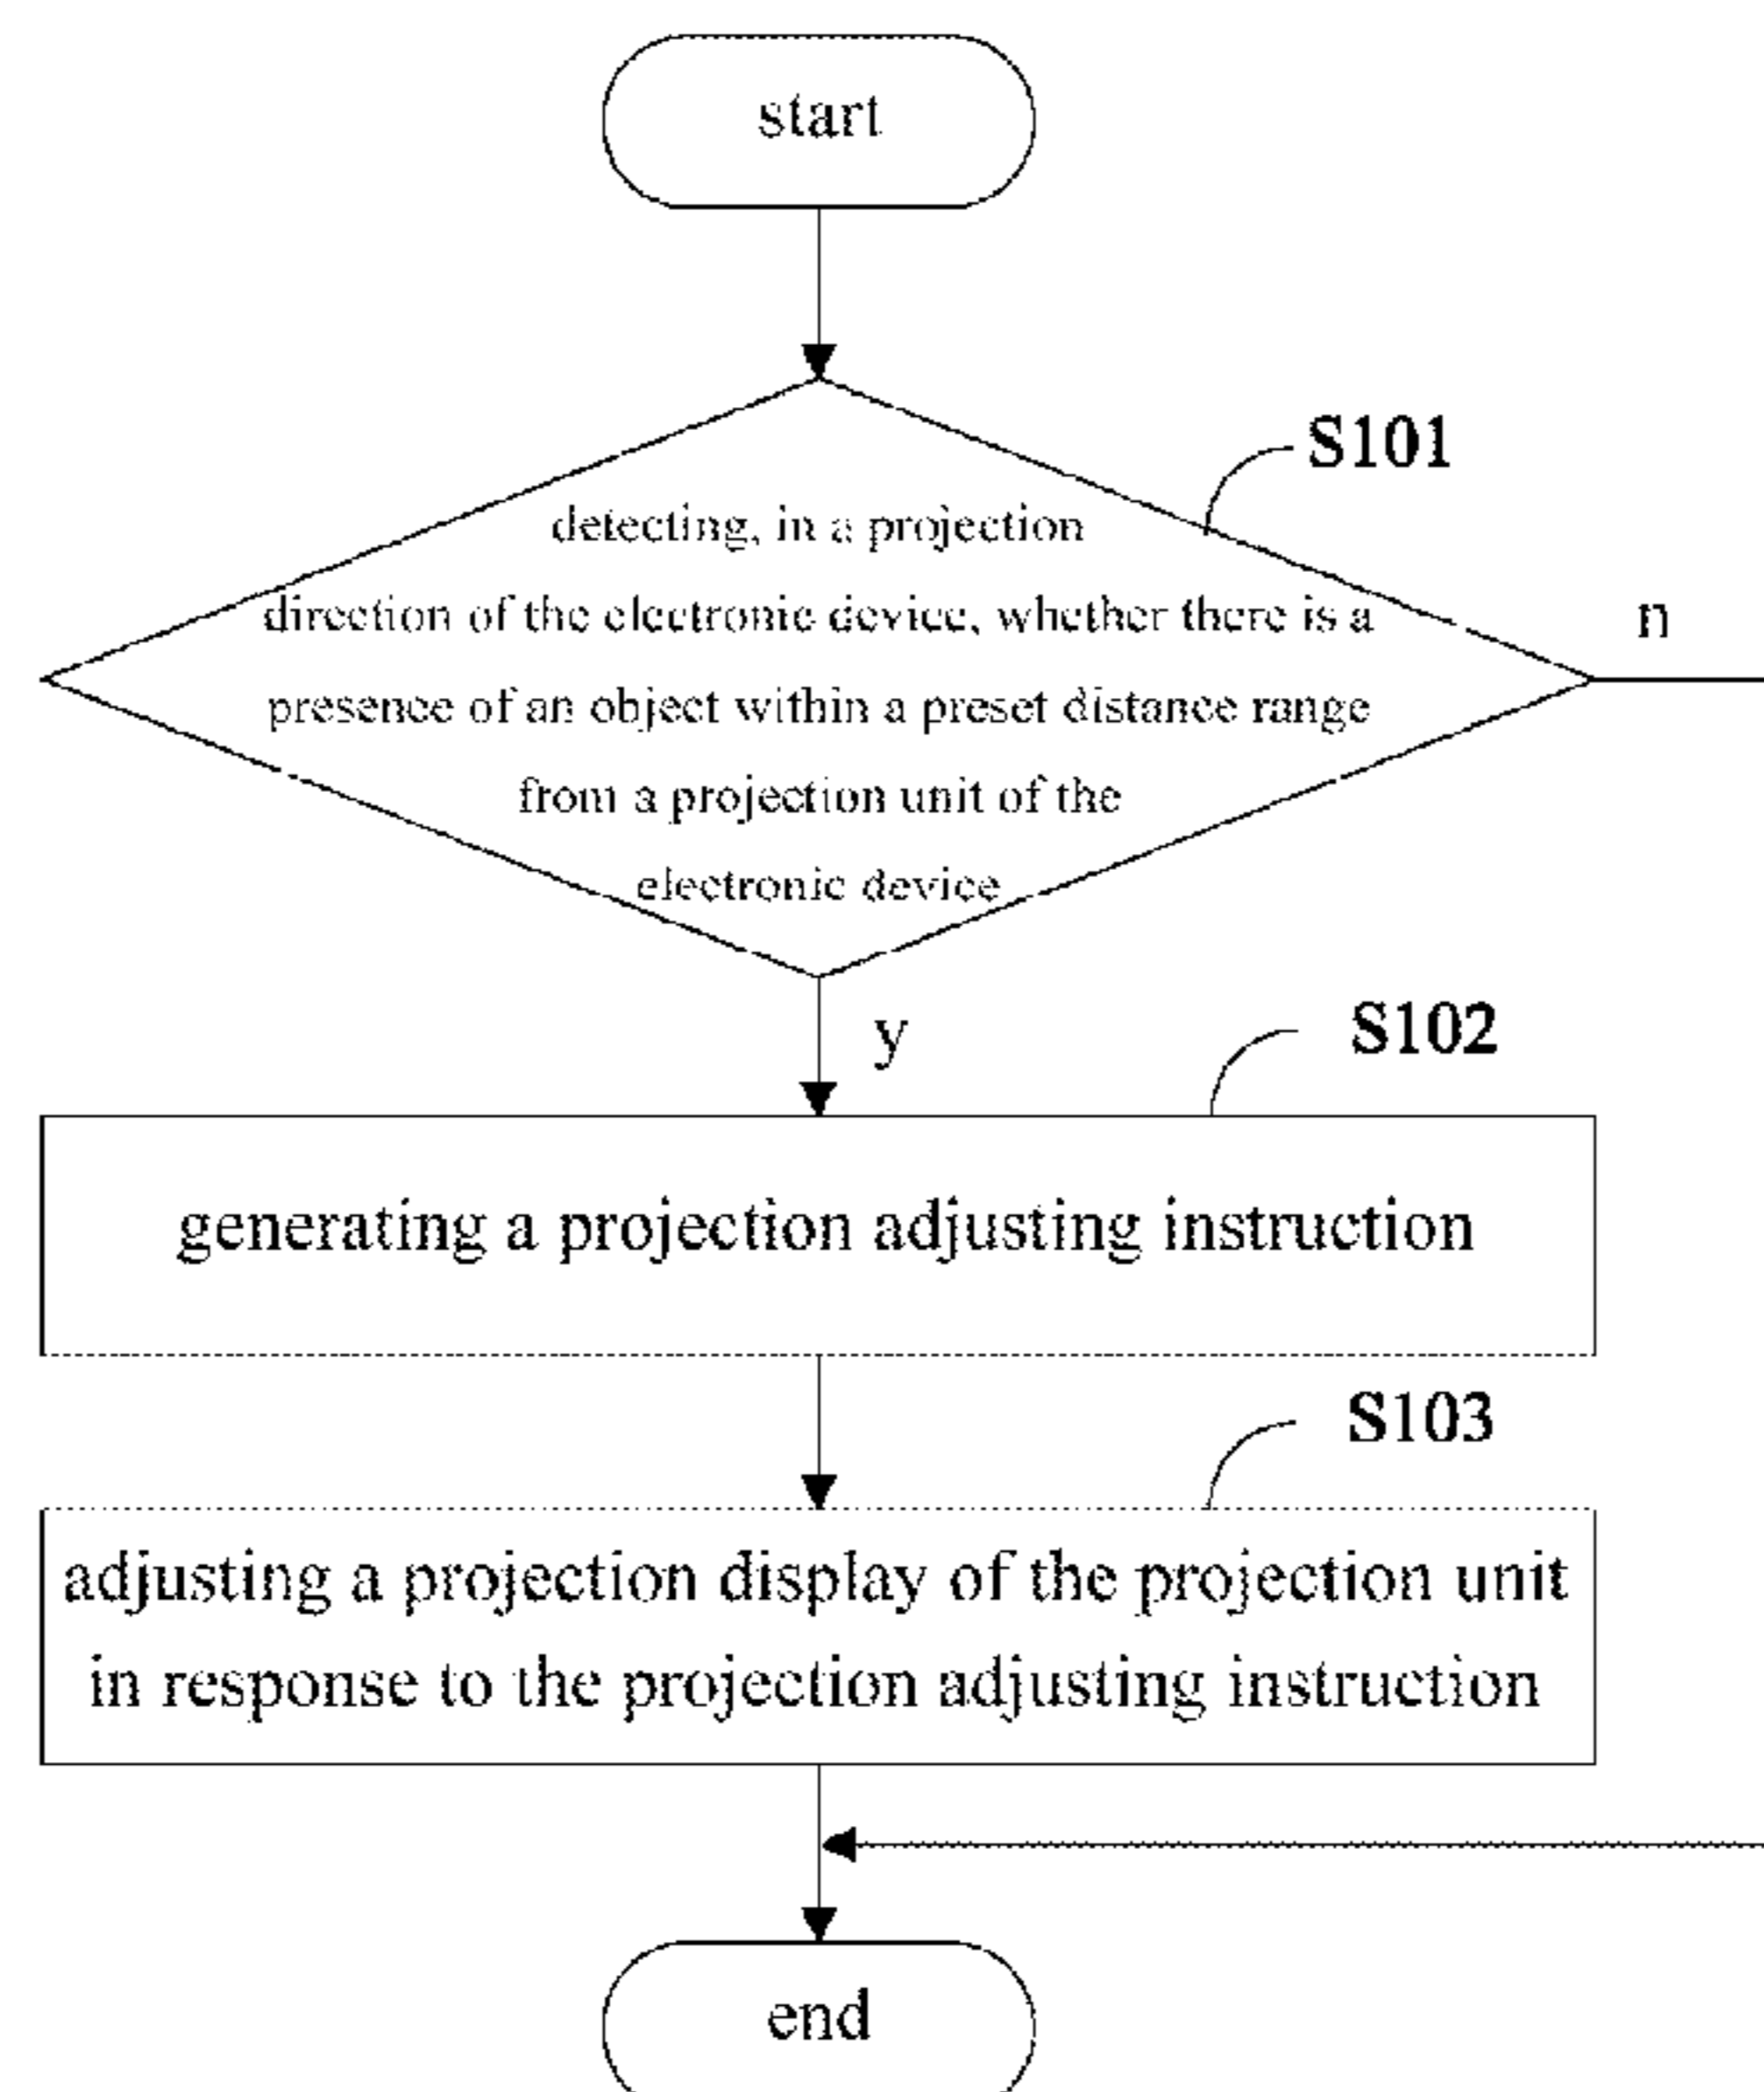 start
S101
detecting, in a projection
direction of the electronic device, whether there is a
n
presence of an object within a preset distance range
from a projection unit of the
electronic device
y
S102
generating a projection adjusting instruction
S103
adjusting a projection display of the projection unit
in response to the projection adjusting instruction
end